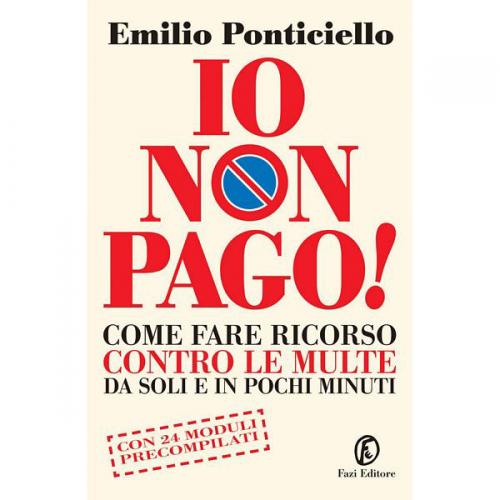 Emilio Ponticiello
IO
NON
PAGO!
COME FARE RICORSO
CONTRO LE MULTE
DA SOLI E IN POCHI MINUTI
CON 24 MODULI
PRECOMPILATI
Fazi Editore